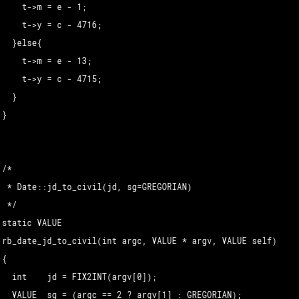 t->m = e - 1;
t->y = c - 4716;
}else{
t->m = e - 13;
t->y = c - 4715;
}
}
/*
* Date::jd_to_civil(jd, sg=GREGORIAN)
*/
static VALUE
rb_date_jd_to_civil(int argc, VALUE * argv, VALUE self)
{
int    jd = FIX2INT(argv[0]);
VALUE  sg = (argc == 2 ? argv[1] : GREGORIAN);